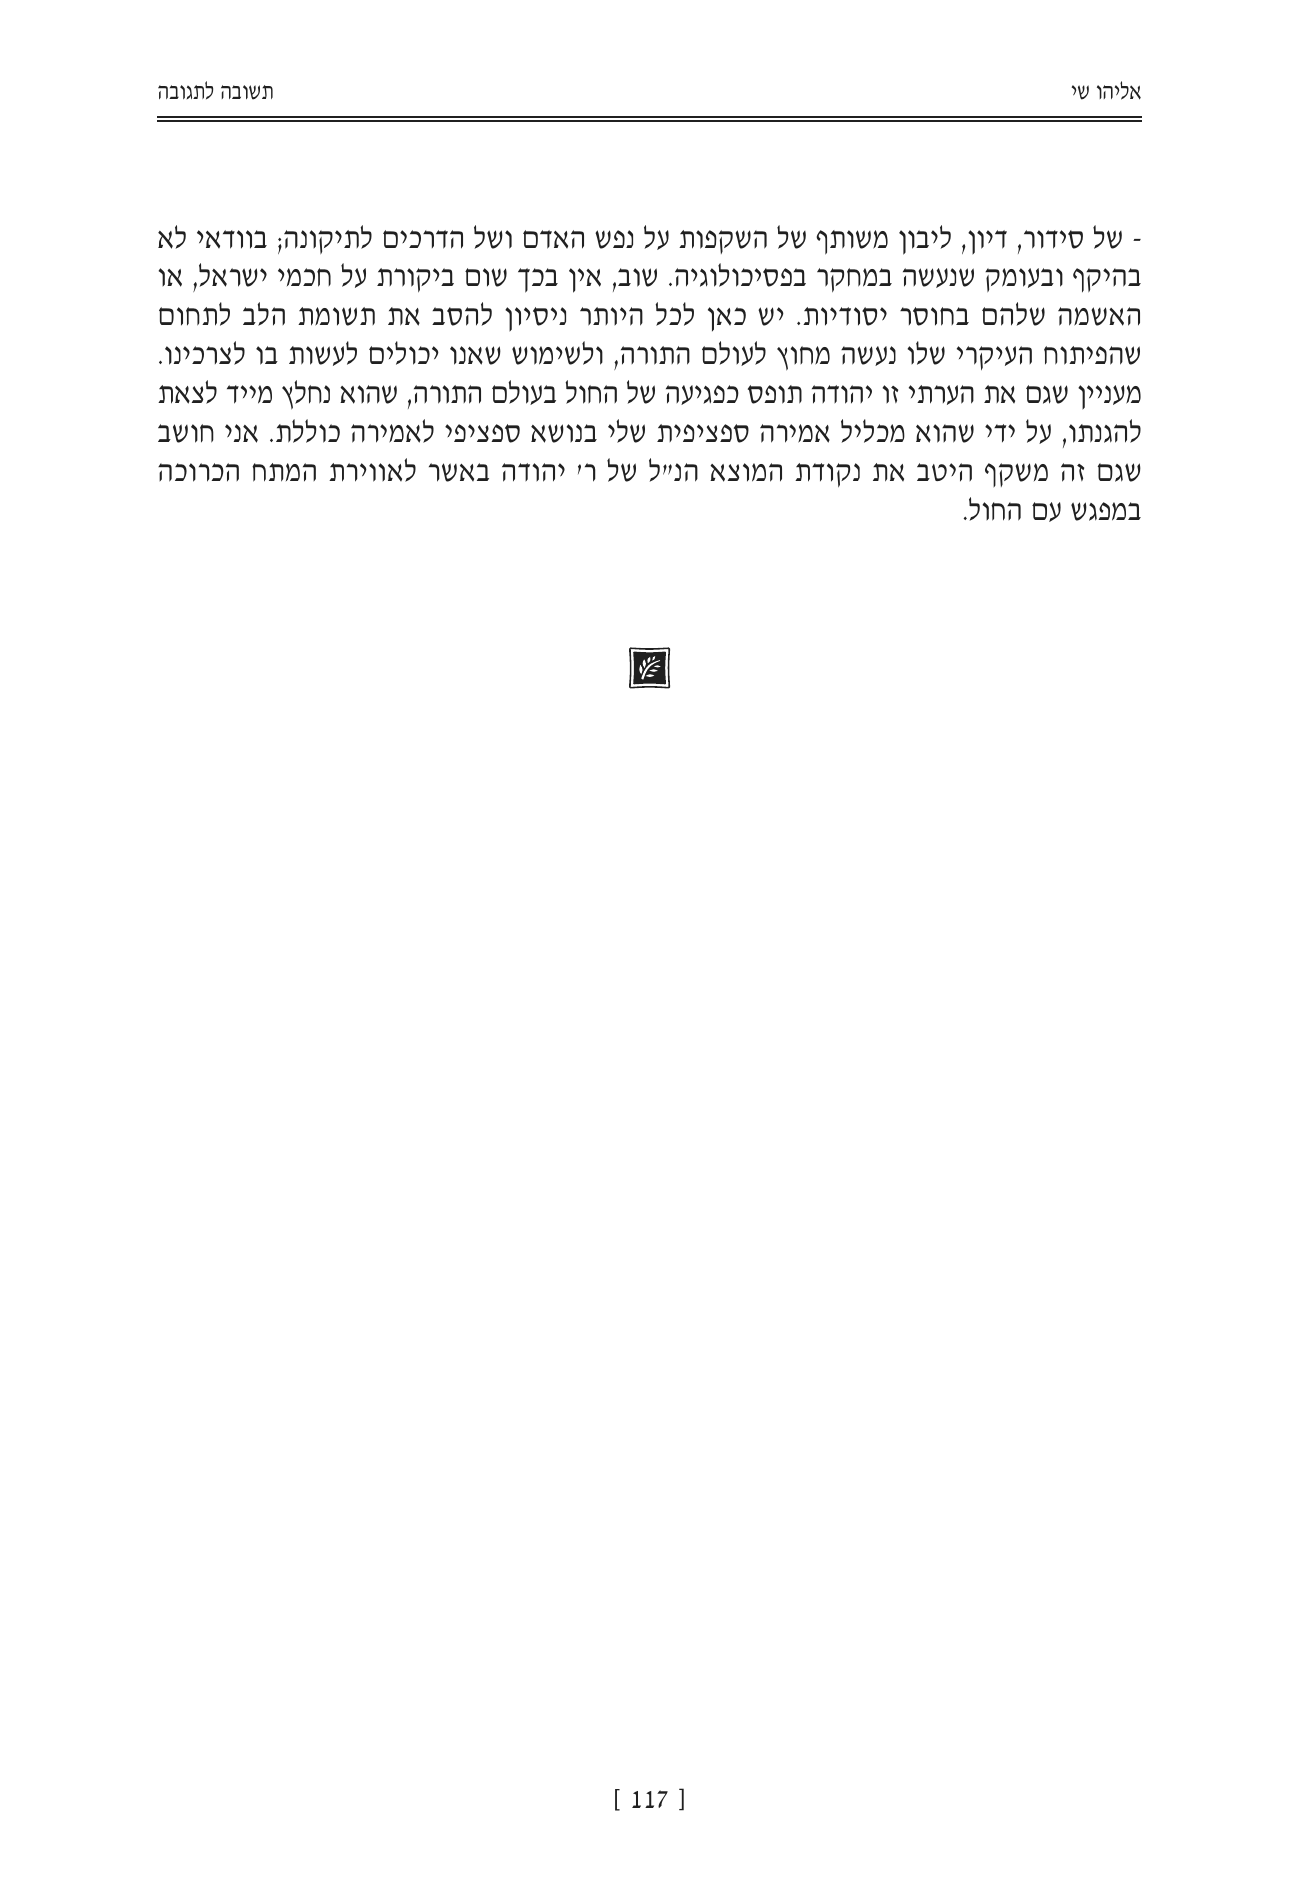 אליהו שי
תשובה לתגובה
- של סידור, דיון, ליבון משותף של השקפות על נפש האדם ושל הדרכים לתיקונה; בוודאי לא
בהיקף ובעומק שנעשה במחקר בפסיכולוגיה. שוב, אין בכך שום ביקורת על חכמי ישראל, או
האשמה שלהם בחוסר יסודיות. יש כאן לכל היותר ניסיון להסב את תשומת הלב לתחום
שהפיתוח העיקרי שלו נעשה מחוץ לעולם התורה, ולשימוש שאנו יכולים לעשות בו לצרכינו.
מעניין שגם את הערתי זו יהודה תופס כפגיעה של החול בעולם התורה, שהוא נחלץ מייד לצאת
להגנתו, על ידי שהוא מכליל אמירה ספציפית שלי בנושא ספציפי לאמירה כוללת. אני חושב
שגם זה משקף היטב את נקודת המוצא הנ״ל של ר׳ יהודה באשר לאווירת המתח הכרוכה
במפגש עם החול.
[ 117 ]